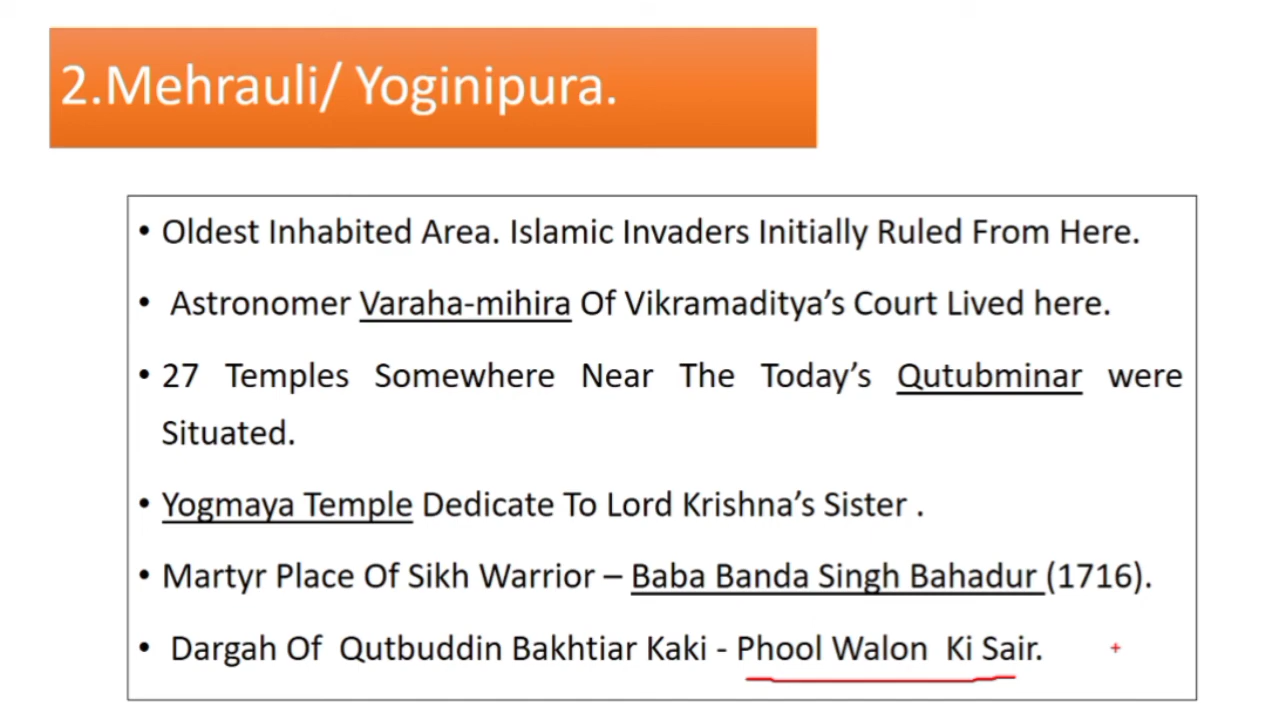 2.Mehrauli/ Yoginipura.
• Oldest Inhabited Area. Islamic Invaders Initially Ruled From Here.
• Astronomer Varaha-mihira Of Vikramaditya’s Court Lived here.
• 27 Temples Somewhere Near The Today’s Qutubminar were
Situated.
• Yogmaya Temple Dedicate To Lord Krishna’s Sister .
• Martyr Place Of Sikh Warrior – Baba Banda Singh Bahadur (1716).
• Dargah Of Qutbuddin Bakhtiar Kaki - Phool Walon Ki Sair.